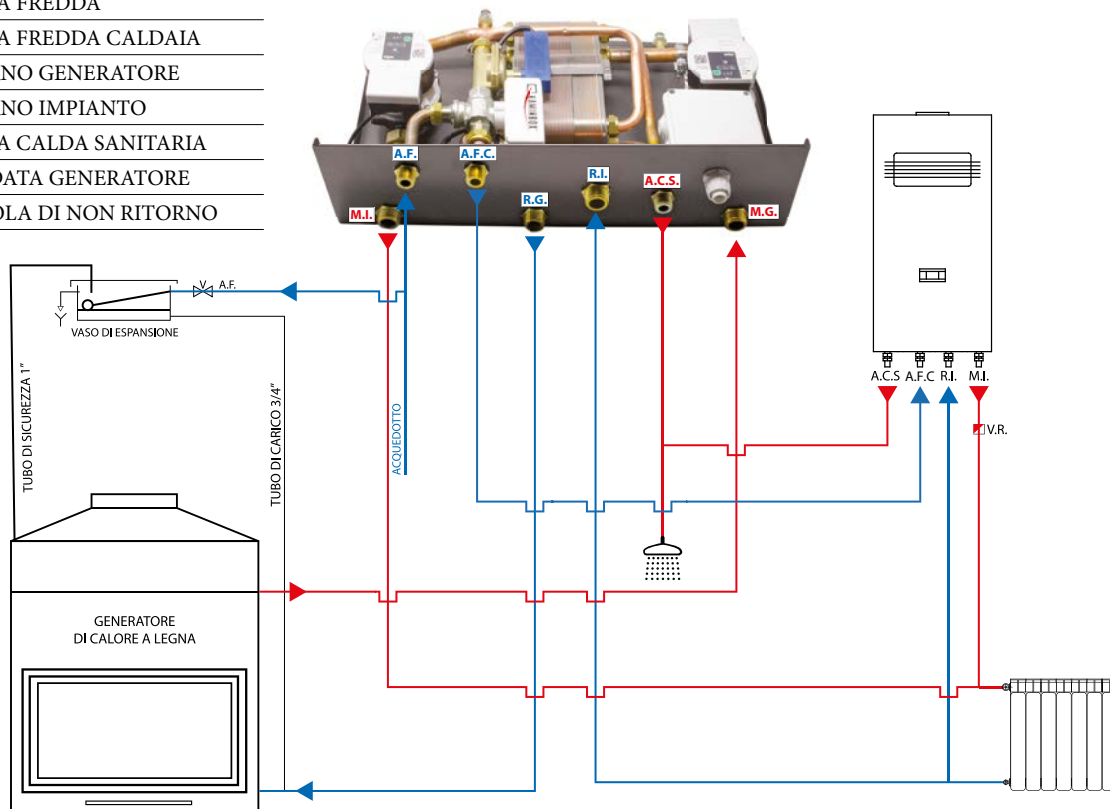 A FREDDA
A FREDDA CALDAIA
NO GENERATORE
NO IMPIANTO
A CALDA SANITARIA
DATA GENERATORE
OLA DI NON RITORNO
KAMINBOX
A.F.
A.F.C.
R.I.
A.C.S.
M.I.
R.G.
M.G.
V
A.F.
VASO DI ESPANSIONE
TUBO DI SICUREZZA 1"
TUBO DI CARICO 3/4"
ACQUEDOTTO
A.C.S
A.F.C
R.I.
M.I.
V.R.
GENERATORE
DI CALORE A LEGNA